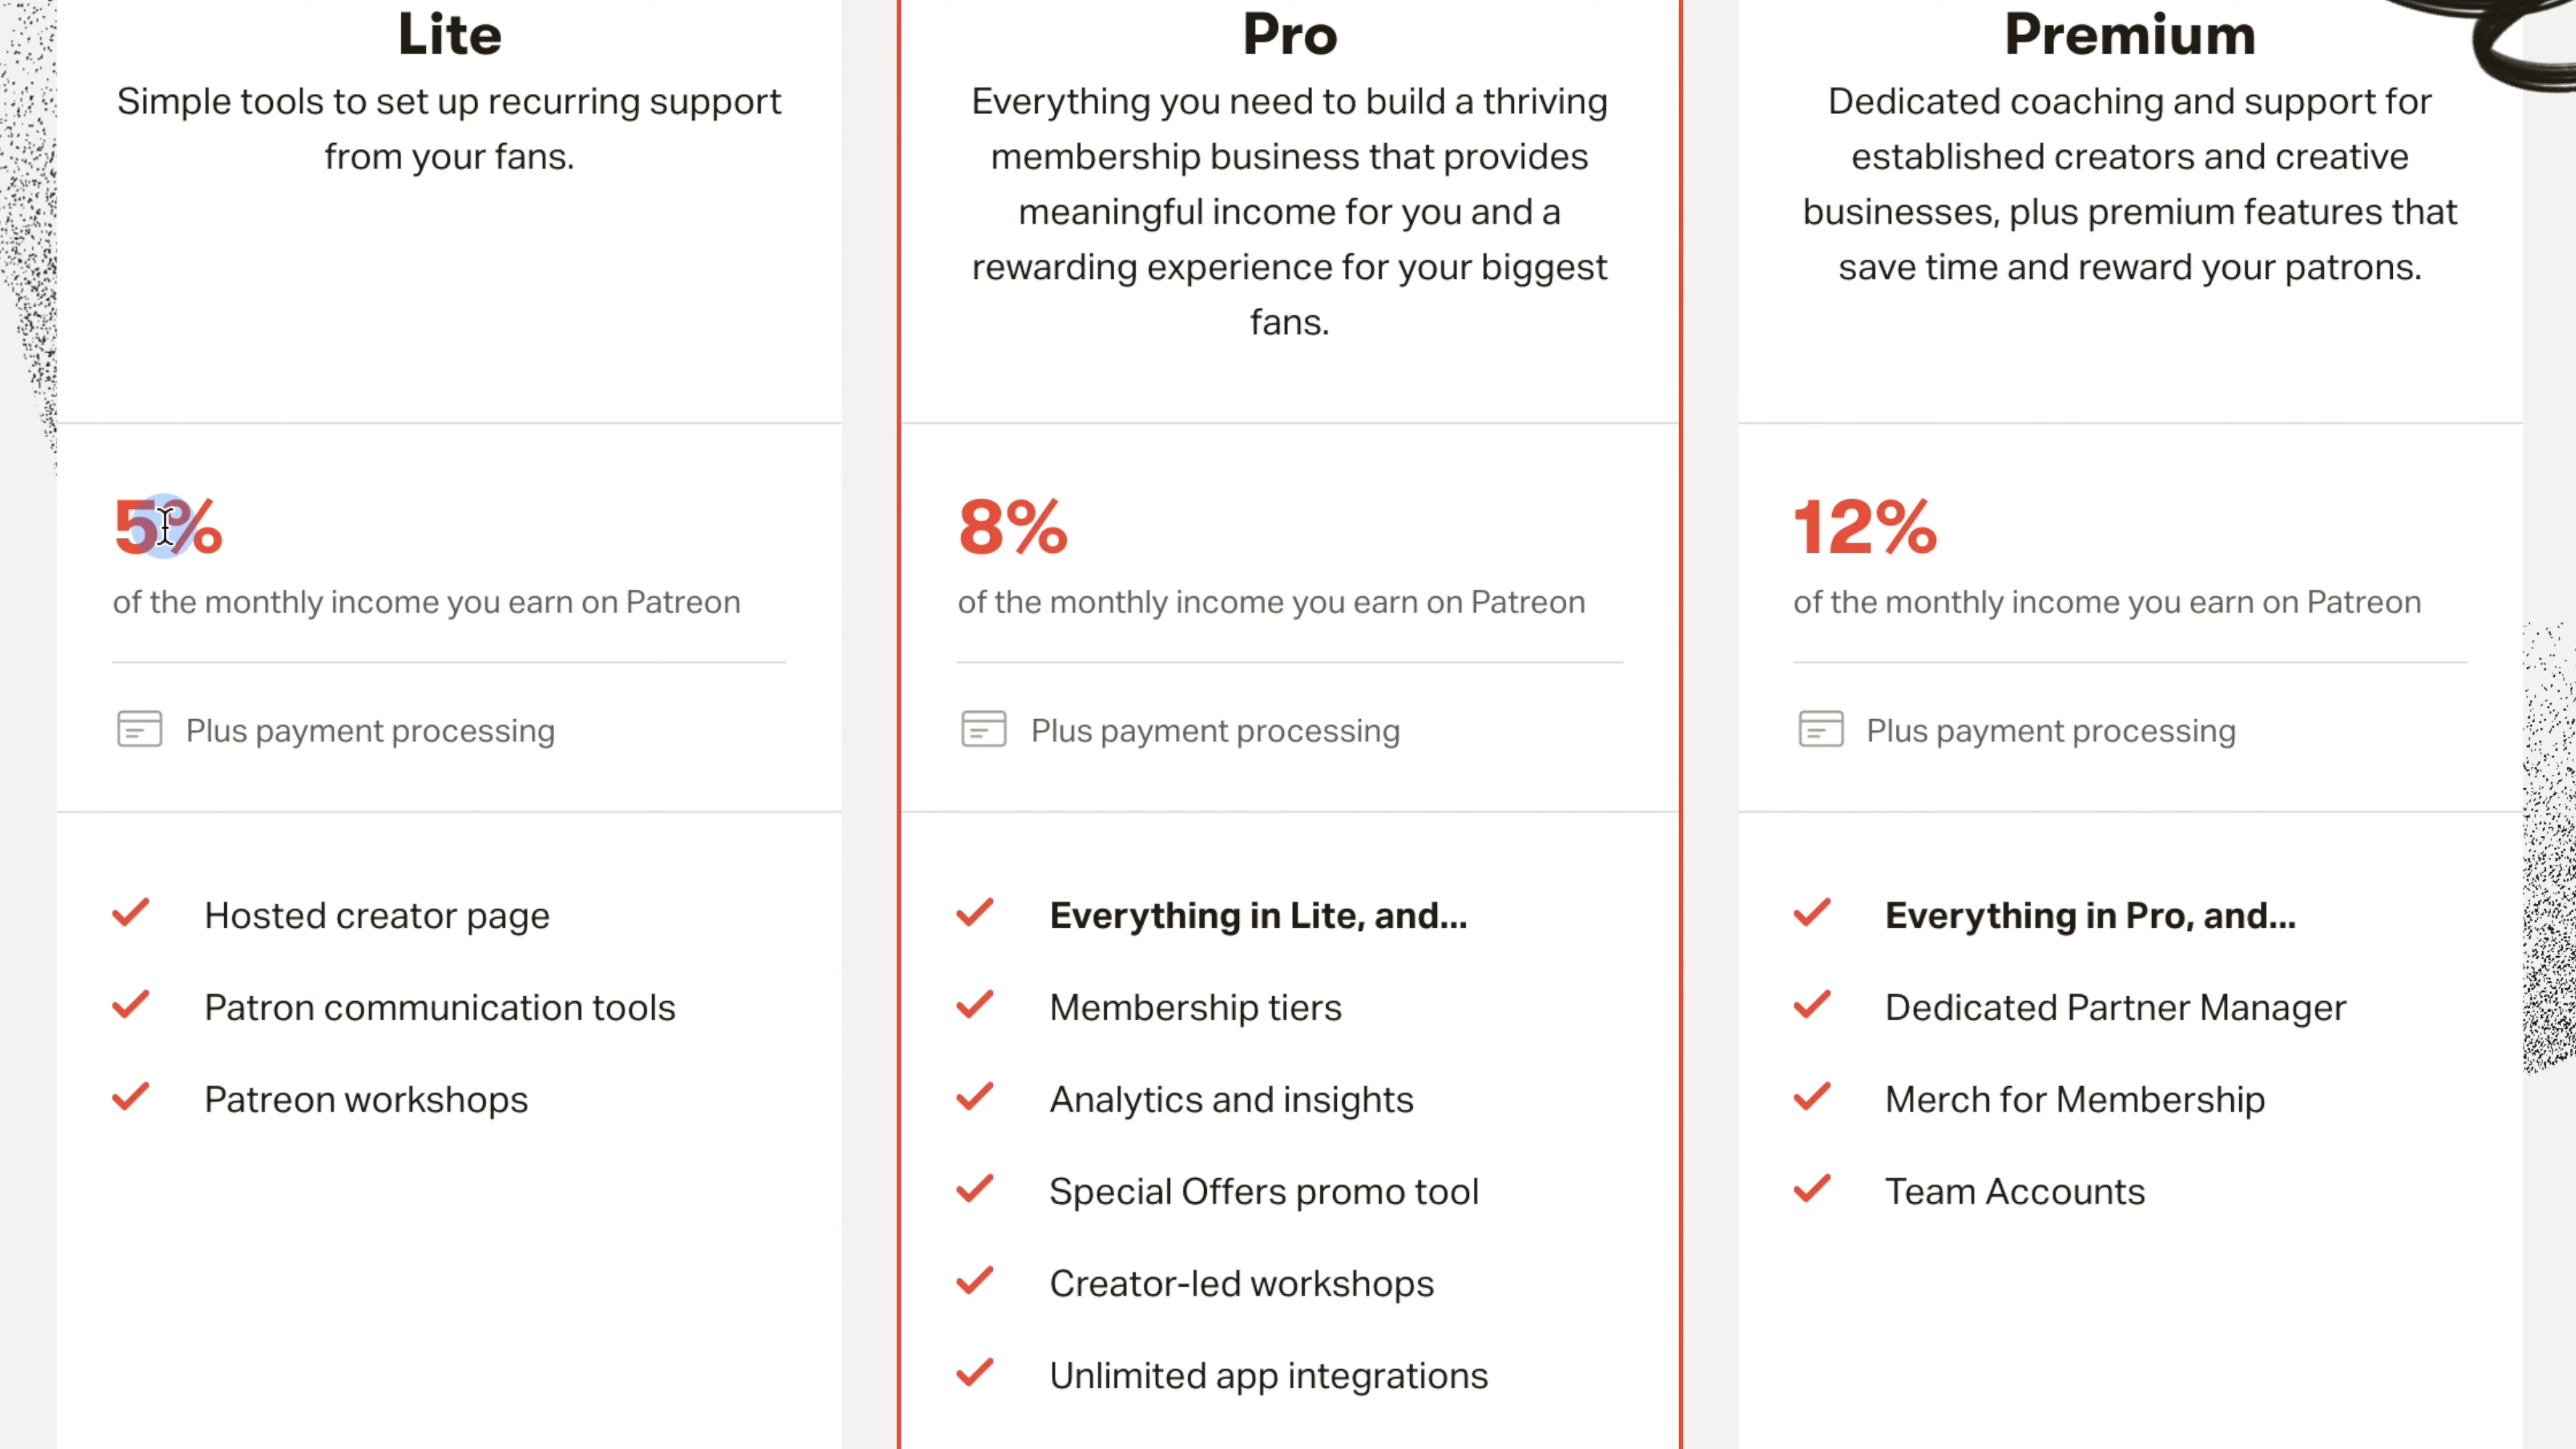 Lite
Simple tools to set up recurring support
from your fans.
5%
of the monthly income you earn on Patreon
Plus payment processing
Hosted creator page
Patron communication tools
Patreon workshops
Pro
Everything you need to build a thriving
membership business that provides
meaningful income for you and a
rewarding experience for your biggest
fans.
8%
of the monthly income you earn on Patreon
Plus payment processing
Everything in Lite, and...
Membership tiers
Analytics and insights
Special Offers promo tool
Creator-led workshops
Unlimited app integrations
Premium
Dedicated coaching and support for
established creators and creative
businesses, plus premium features that
save time and reward your patrons.
12%
of the monthly income you earn on Patreon
Plus payment processing
Everything in Pro, and...
Dedicated Partner Manager
Merch for Membership
Team Accounts